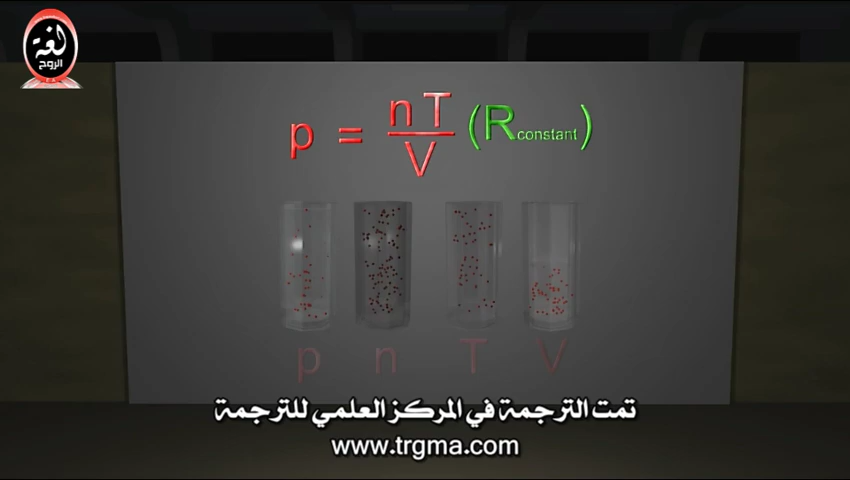 لغة
الروح
p = nT/V (Rconstant)
p n T V
تمت الترجمة في المركز العلمي للترجمة
www.trgma.com